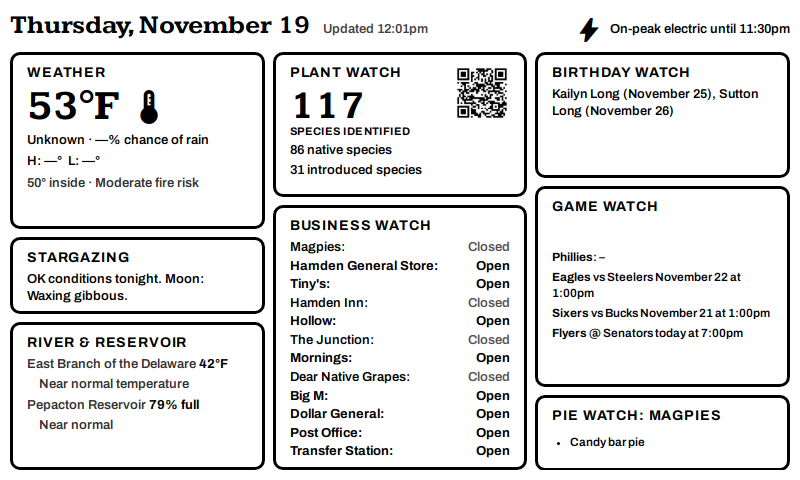 Thursday, November 19 Updated 12:01pm
On-peak electric until 11:30pm
WEATHER
53°F
Unknown · —% chance of rain
H: —° L: —°
50° inside · Moderate fire risk
STARGAZING
OK conditions tonight. Moon:
Waxing gibbous.
RIVER & RESERVOIR
East Branch of the Delaware 42°F
Near normal temperature
Pepacton Reservoir 79% full
Near normal
PLANT WATCH
117
SPECIES IDENTIFIED
86 native species
31 introduced species
BUSINESS WATCH
Magpies: Closed
Hamden General Store: Open
Tiny's: Open
Hamden Inn: Closed
Hollow: Open
The Junction: Closed
Mornings: Open
Dear Native Grapes: Closed
Big M: Open
Dollar General: Open
Post Office: Open
Transfer Station: Open
BIRTHDAY WATCH
Kailyn Long (November 25), Sutton
Long (November 26)
GAME WATCH
Phillies: –
Eagles vs Steelers November 22 at
1:00pm
Sixers vs Bucks November 21 at 1:00pm
Flyers @ Senators today at 7:00pm
PIE WATCH: MAGPIES
• Candy bar pie